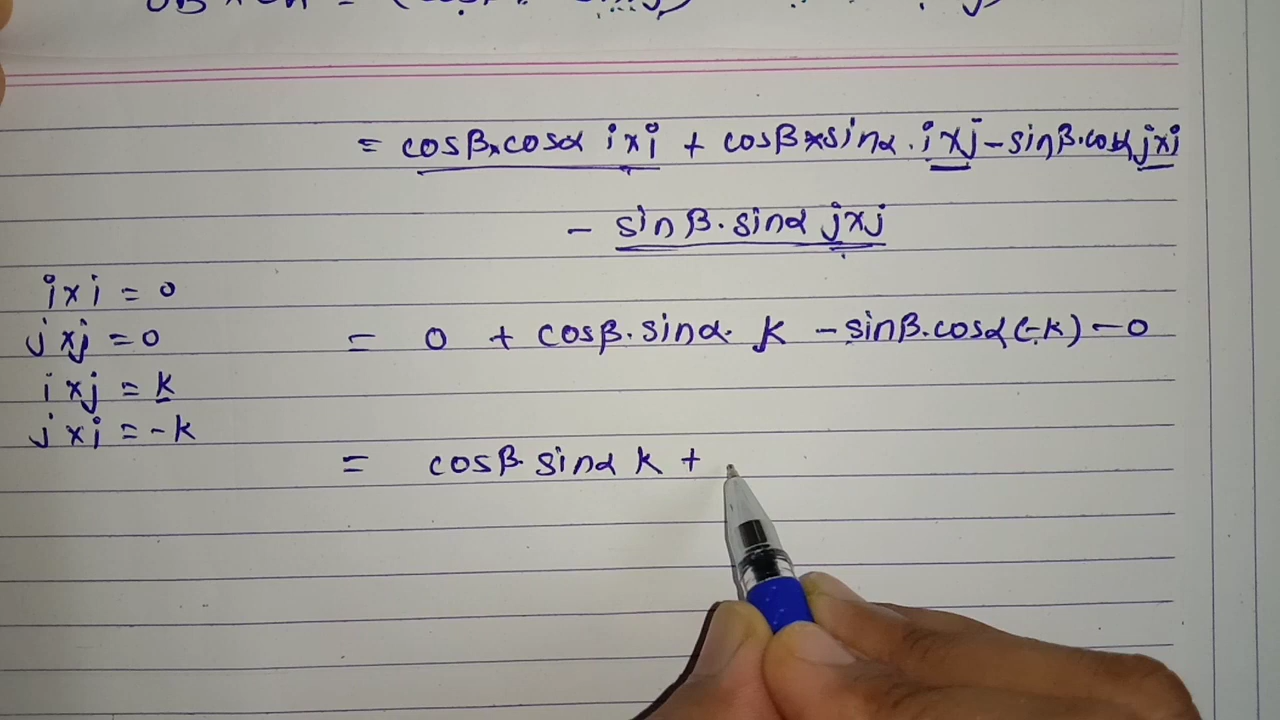 = cosβ×cosα i×i + cosβ×sinα. i×j - sinβ.cosα j×i
- sinβ.sinα j×j
i×i = 0
j×j = 0
= 0 + cosβ.sinα. k - sinβ.cosα(-k) - 0
i×j = k
j×i = -k
= cosβ. sinα k +